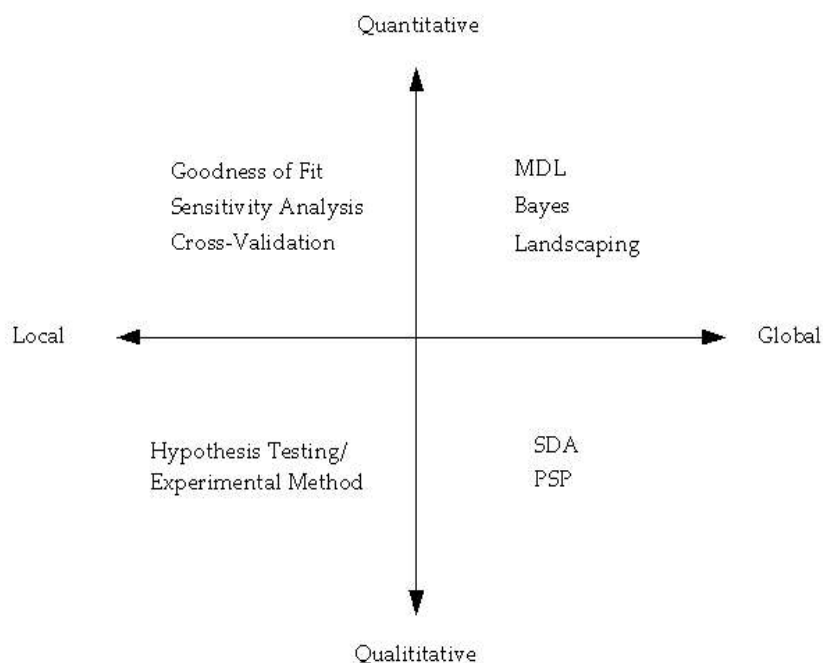 Quantitative
Goodness of Fit
Sensitivity Analysis
Cross-Validation
MDL
Bayes
Landscaping
Local
Global
Hypothesis Testing/
Experimental Method
SDA
PSP
Qualititative